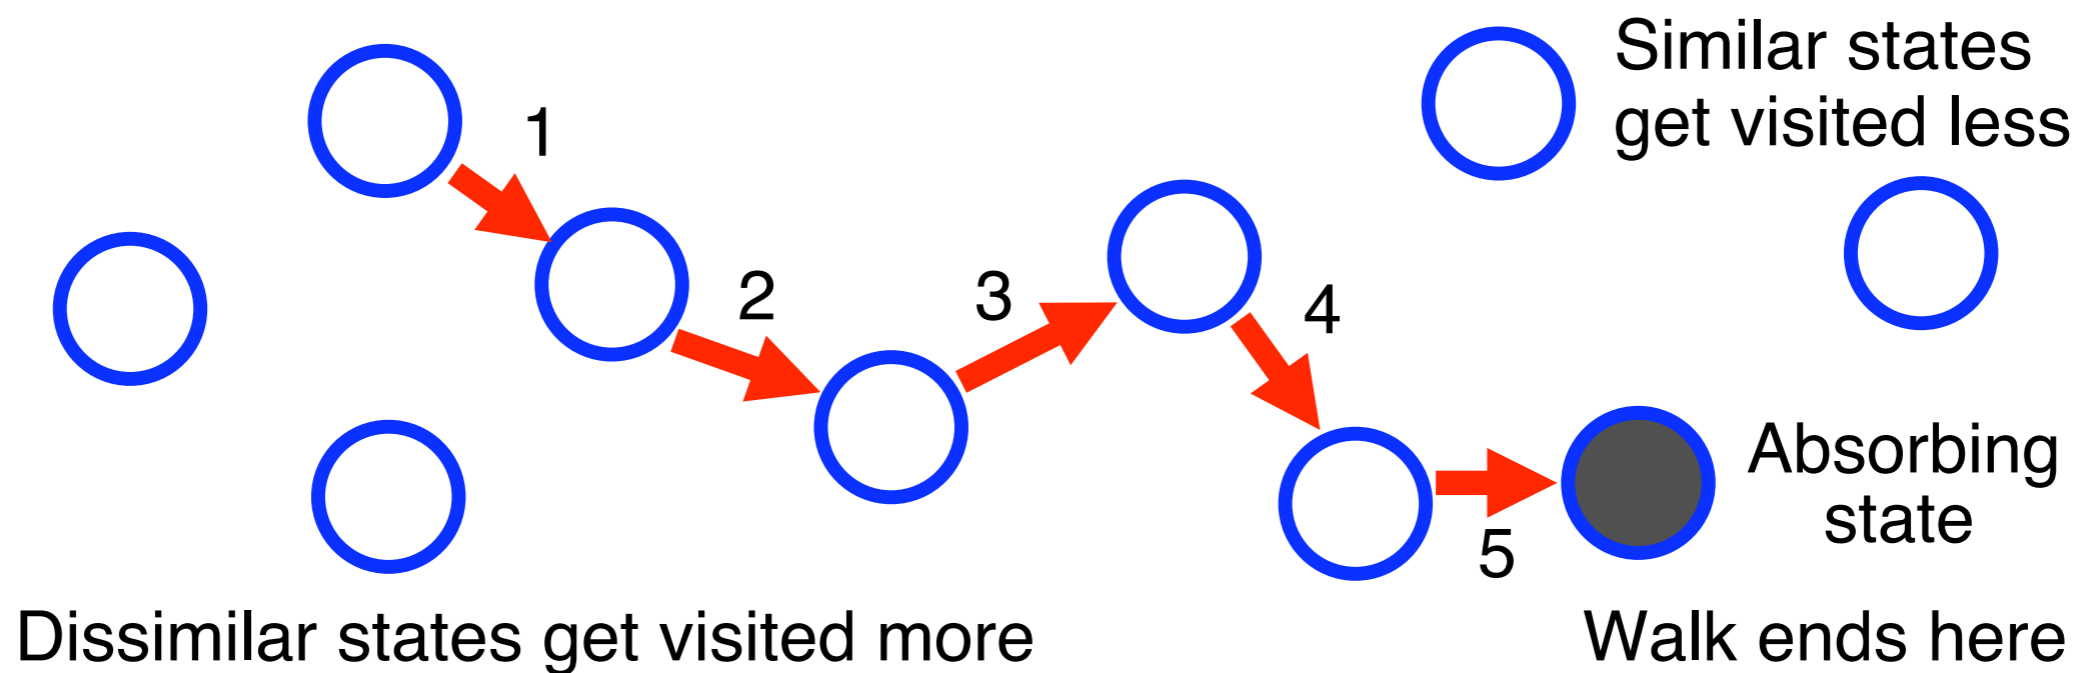 Similar states
get visited less
1
2
3
4
Absorbing
state
5
Dissimilar states get visited more
Walk ends here